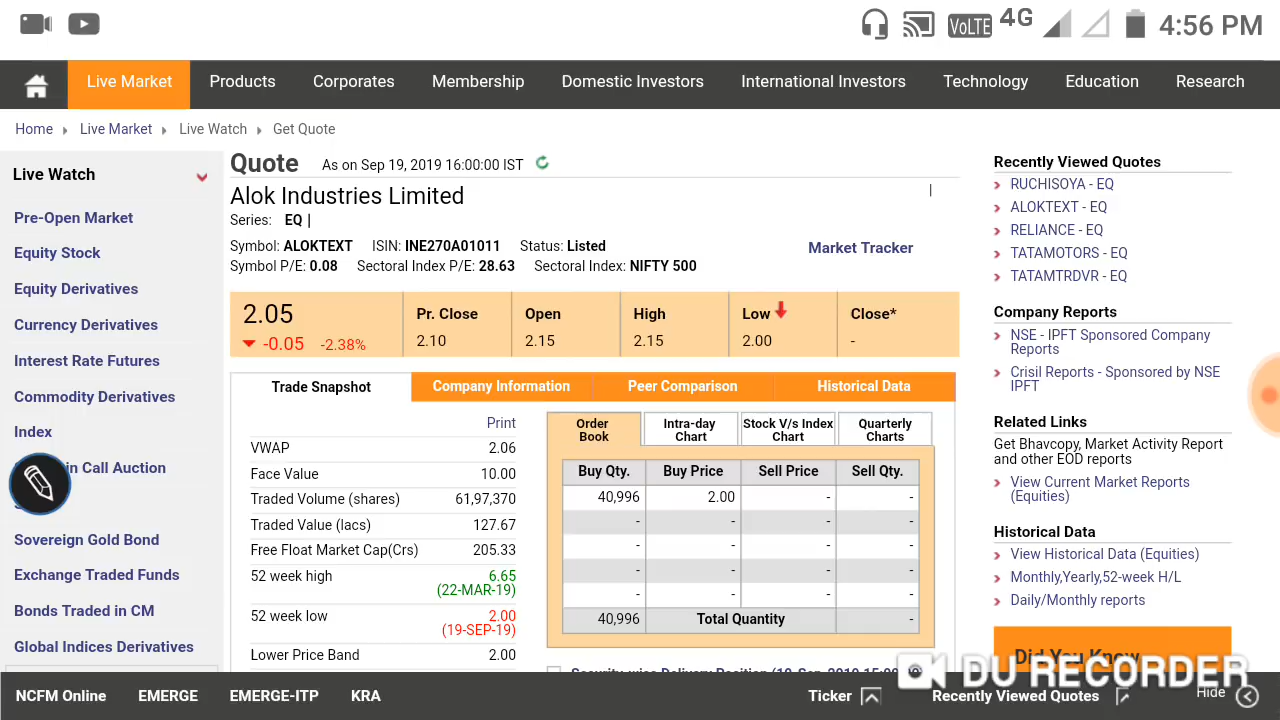 VoLTE 4G 4:56 PM
Live Market Products Corporates Membership Domestic Investors International Investors Technology Education Research
Home Live Market Live Watch Get Quote
Live Watch
Pre-Open Market
Equity Stock
Equity Derivatives
Currency Derivatives
Interest Rate Futures
Commodity Derivatives
Index
in Call Auction
Sovereign Gold Bond
Exchange Traded Funds
Bonds Traded in CM
Global Indices Derivatives
Quote As on Sep 19, 2019 16:00:00 IST
Alok Industries Limited |
Series: EQ |
Symbol: ALOKTEXT ISIN: INE270A01011 Status: Listed Market Tracker
Symbol P/E: 0.08 Sectoral Index P/E: 28.63 Sectoral Index: NIFTY 500
2.05 Pr. Close Open High Low Close*
-0.05 -2.38% 2.10 2.15 2.15 2.00 -
Trade Snapshot Company Information Peer Comparison Historical Data
Print
VWAP 2.06
Face Value 10.00
Traded Volume (shares) 61,97,370
Traded Value (lacs) 127.67
Free Float Market Cap(Crs) 205.33
52 week high 6.65
(22-MAR-19)
52 week low 2.00
(19-SEP-19)
Lower Price Band 2.00
Order Intra-day Stock V/s Index Quarterly
Book Chart Chart Charts
Buy Qty. Buy Price Sell Price Sell Qty.
40,996 2.00 - -
- - - -
- - - -
- - - -
- - - -
40,996 Total Quantity -
Recently Viewed Quotes
RUCHISOYA - EQ
ALOKTEXT - EQ
RELIANCE - EQ
TATAMOTORS - EQ
TATAMTRDVR - EQ
Company Reports
NSE - IPFT Sponsored Company
Reports
Crisil Reports - Sponsored by NSE
IPFT
Related Links
Get Bhavcopy, Market Activity Report
and other EOD reports
View Current Market Reports
(Equities)
Historical Data
View Historical Data (Equities)
Monthly,Yearly,52-week H/L
Daily/Monthly reports
Did You Know
DU RECORDER
NCFM Online EMERGE EMERGE-ITP KRA Ticker Recently Viewed Quotes Hide